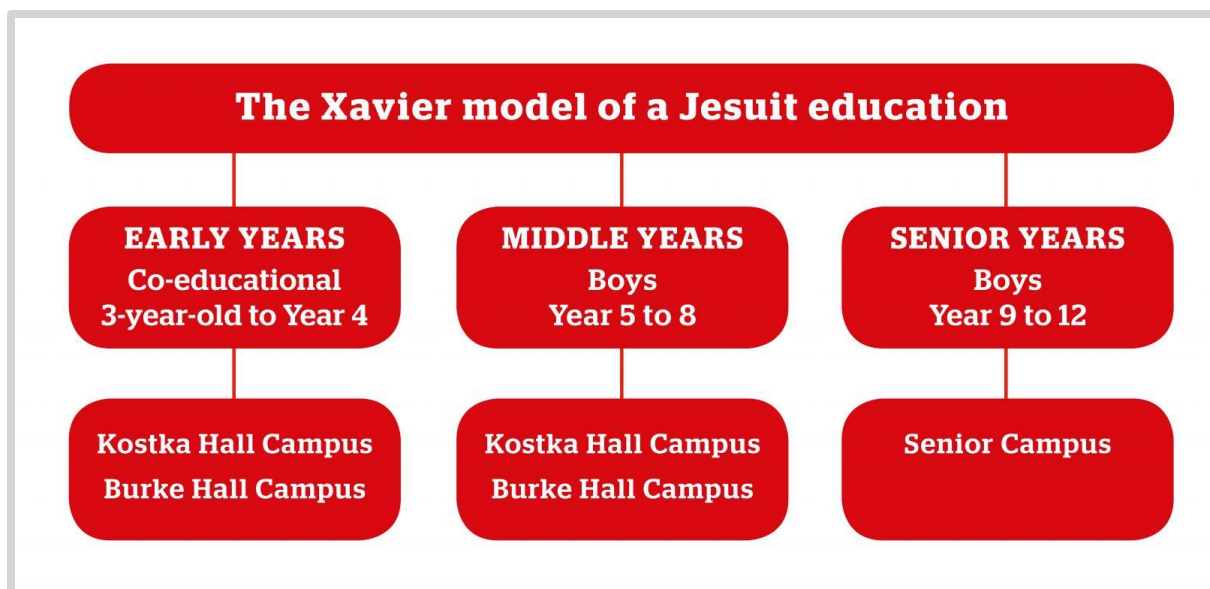 The Xavier model of a Jesuit education
EARLY YEARS
Co-educational
3-year-old to Year 4
MIDDLE YEARS
Boys
Year 5 to 8
SENIOR YEARS
Boys
Year 9 to 12
Kostka Hall Campus
Burke Hall Campus
Kostka Hall Campus
Burke Hall Campus
Senior Campus